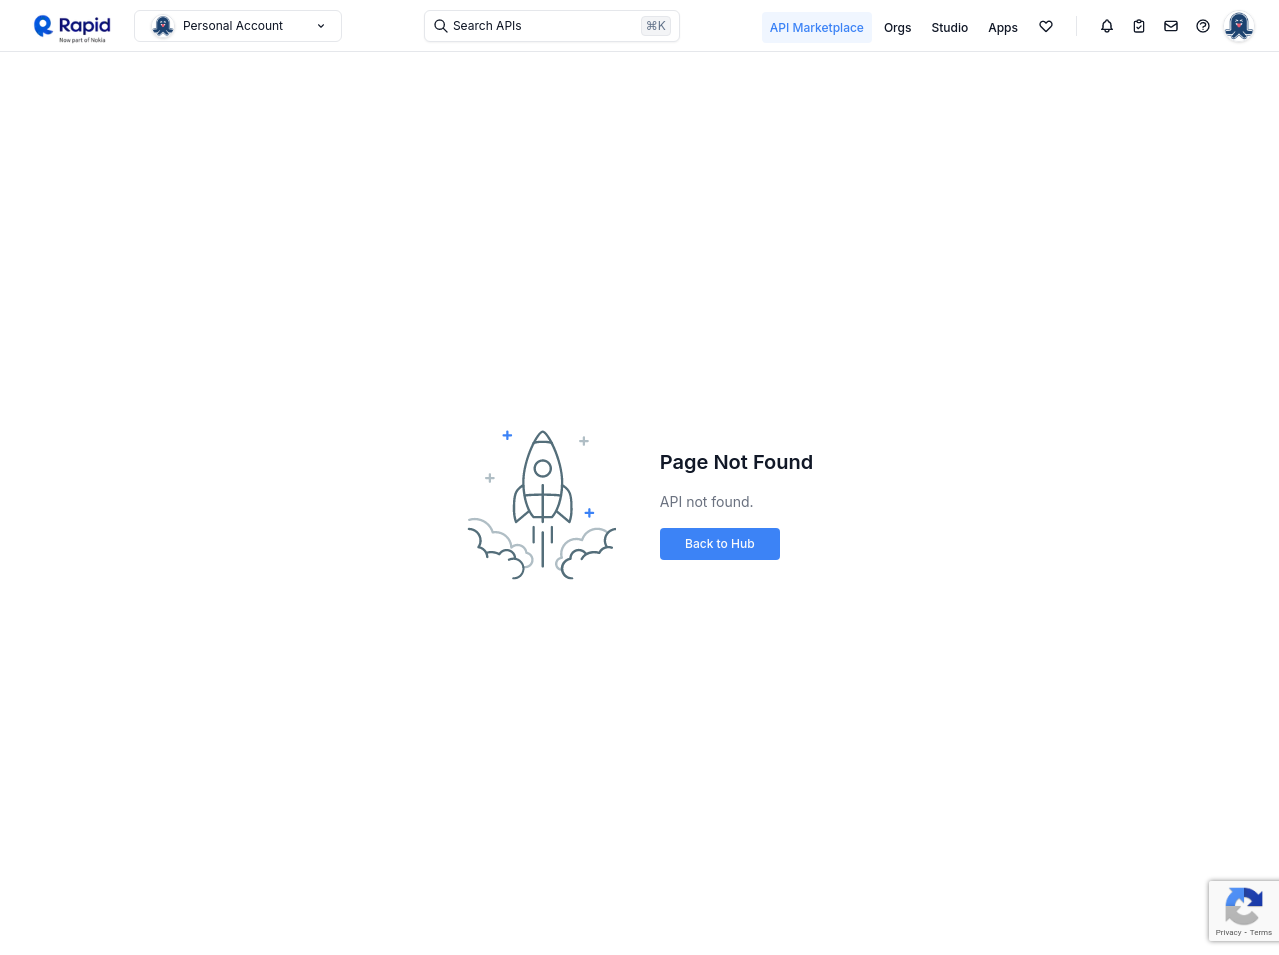 Rapid
Now part of Nokia
Personal Account
Search APIs
⌘K
API Marketplace
Orgs
Studio
Apps
Page Not Found
API not found.
Back to Hub
Privacy - Terms